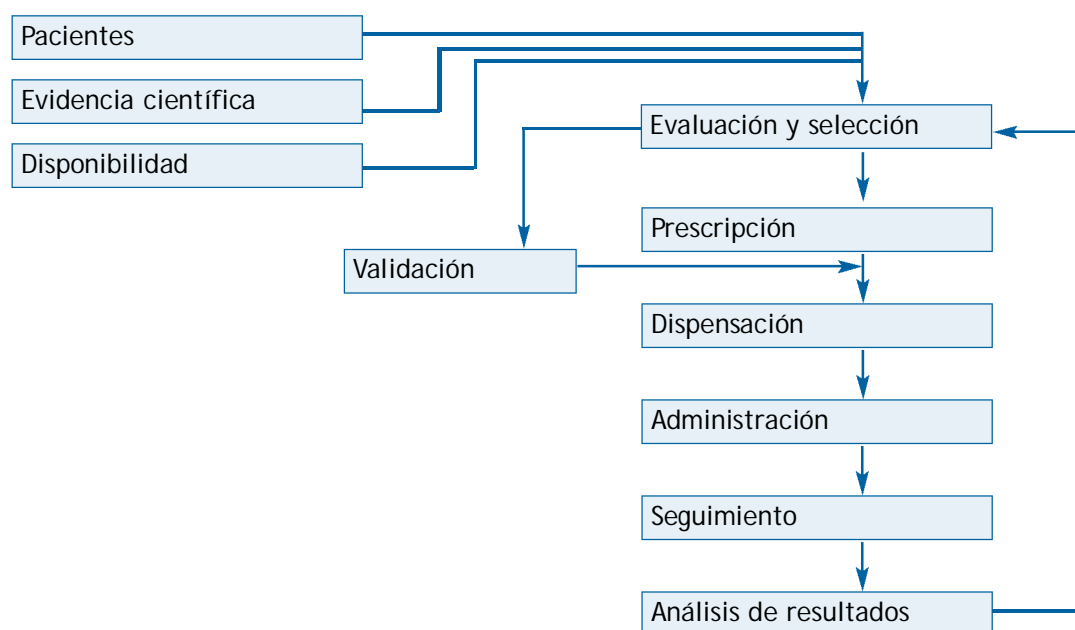 Pacientes
Evidencia científica
Disponibilidad
Evaluación y selección
Prescripción
Validación
Dispensación
Administración
Seguimiento
Análisis de resultados